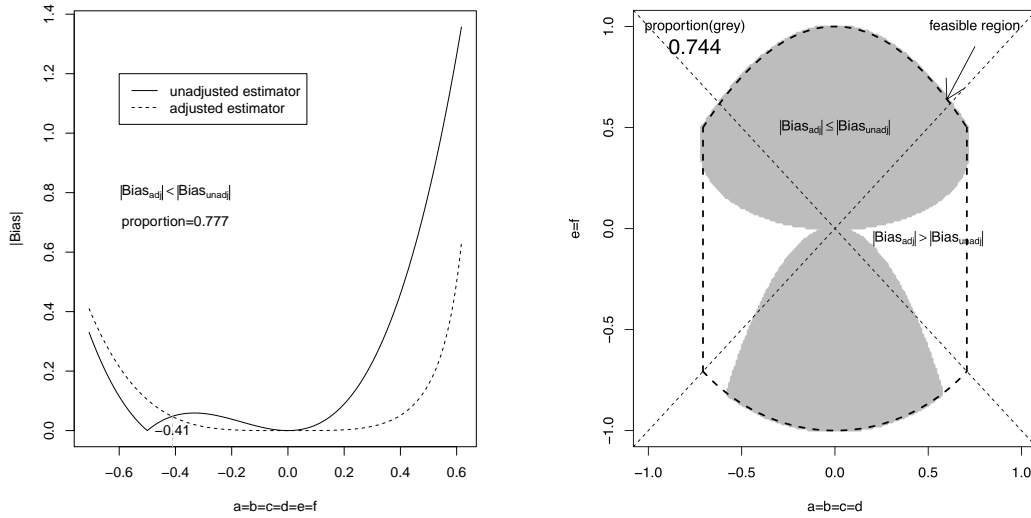 1.4
1.2
1.0
0.8
0.6
0.4
0.2
0.0
|Bias|
unadjusted estimator
adjusted estimator
|Bias_adj| < |Bias_unadj|
proportion=0.777
−0.41
−0.6 −0.4 −0.2 0.0 0.2 0.4 0.6
a=b=c=d=e=f
1.0
0.5
0.0
−0.5
−1.0
e=f
proportion(grey)
0.744
feasible region
|Bias_adj| ≤ |Bias_unadj|
|Bias_adj| > |Bias_unadj|
−1.0 −0.5 0.0 0.5 1.0
a=b=c=d